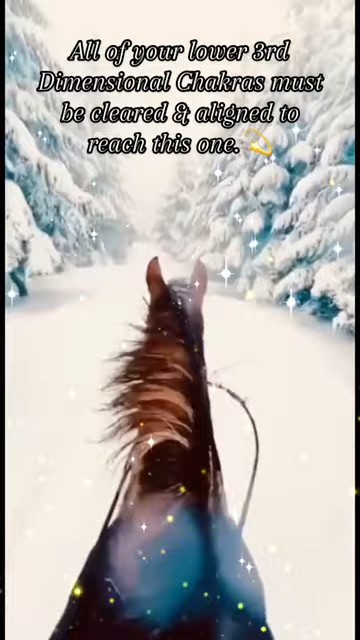 All of your lower 3rd
Dimensional Chakras must
be cleared & aligned to
reach this one. 💫